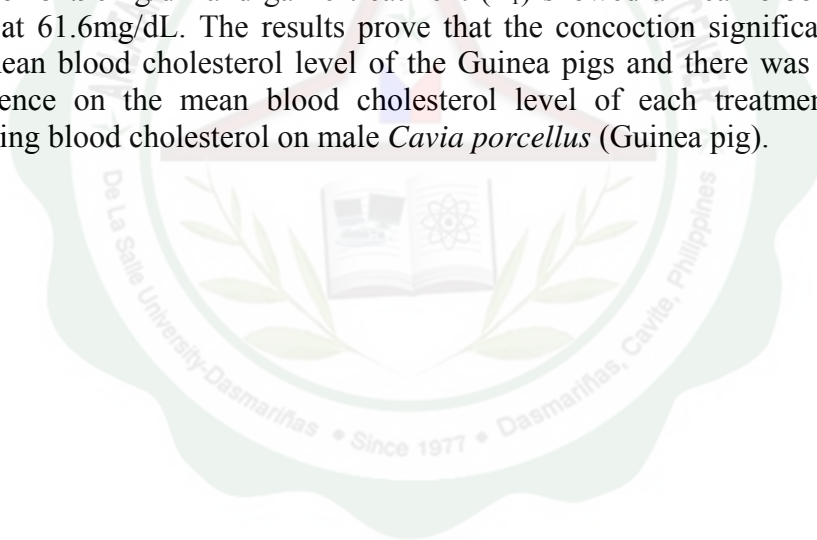 at 61.6mg/dL. The results prove that the concoction significa
ean blood cholesterol level of the Guinea pigs and there was
ence on the mean blood cholesterol level of each treatmen
ing blood cholesterol on male Cavia porcellus (Guinea pig).
De La Salle University-Dasmariñas • Since 1977 • Dasmariñas, Cavite, Philippines